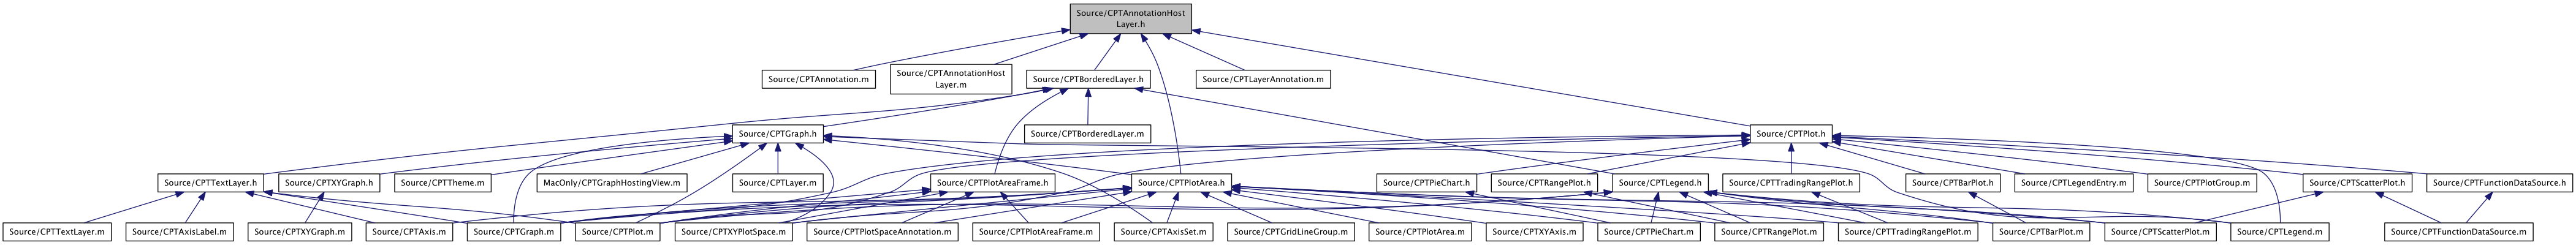 Source/CPTAnnotationHost
Layer.h
Source/CPTAnnotation.m
Source/CPTAnnotationHost
Layer.m
Source/CPTBorderedLayer.h
Source/CPTLayerAnnotation.m
Source/CPTGraph.h
Source/CPTBorderedLayer.m
Source/CPTPlot.h
Source/CPTTextLayer.h
Source/CPTXYGraph.h
Source/CPTTheme.m
MacOnly/CPTGraphHostingView.m
Source/CPTLayer.m
Source/CPTPlotAreaFrame.h
Source/CPTPlotArea.h
Source/CPTPieChart.h
Source/CPTRangePlot.h
Source/CPTLegend.h
Source/CPTTradingRangePlot.h
Source/CPTBarPlot.h
Source/CPTLegendEntry.m
Source/CPTPlotGroup.m
Source/CPTScatterPlot.h
Source/CPTFunctionDataSource.h
Source/CPTTextLayer.m
Source/CPTAxisLabel.m
Source/CPTXYGraph.m
Source/CPTAxis.m
Source/CPTGraph.m
Source/CPTPlot.m
Source/CPTXYPlotSpace.m
Source/CPTPlotSpaceAnnotation.m
Source/CPTPlotAreaFrame.m
Source/CPTAxisSet.m
Source/CPTGridLineGroup.m
Source/CPTPlotArea.m
Source/CPTXYAxis.m
Source/CPTPieChart.m
Source/CPTRangePlot.m
Source/CPTTradingRangePlot.m
Source/CPTBarPlot.m
Source/CPTScatterPlot.m
Source/CPTLegend.m
Source/CPTFunctionDataSource.m